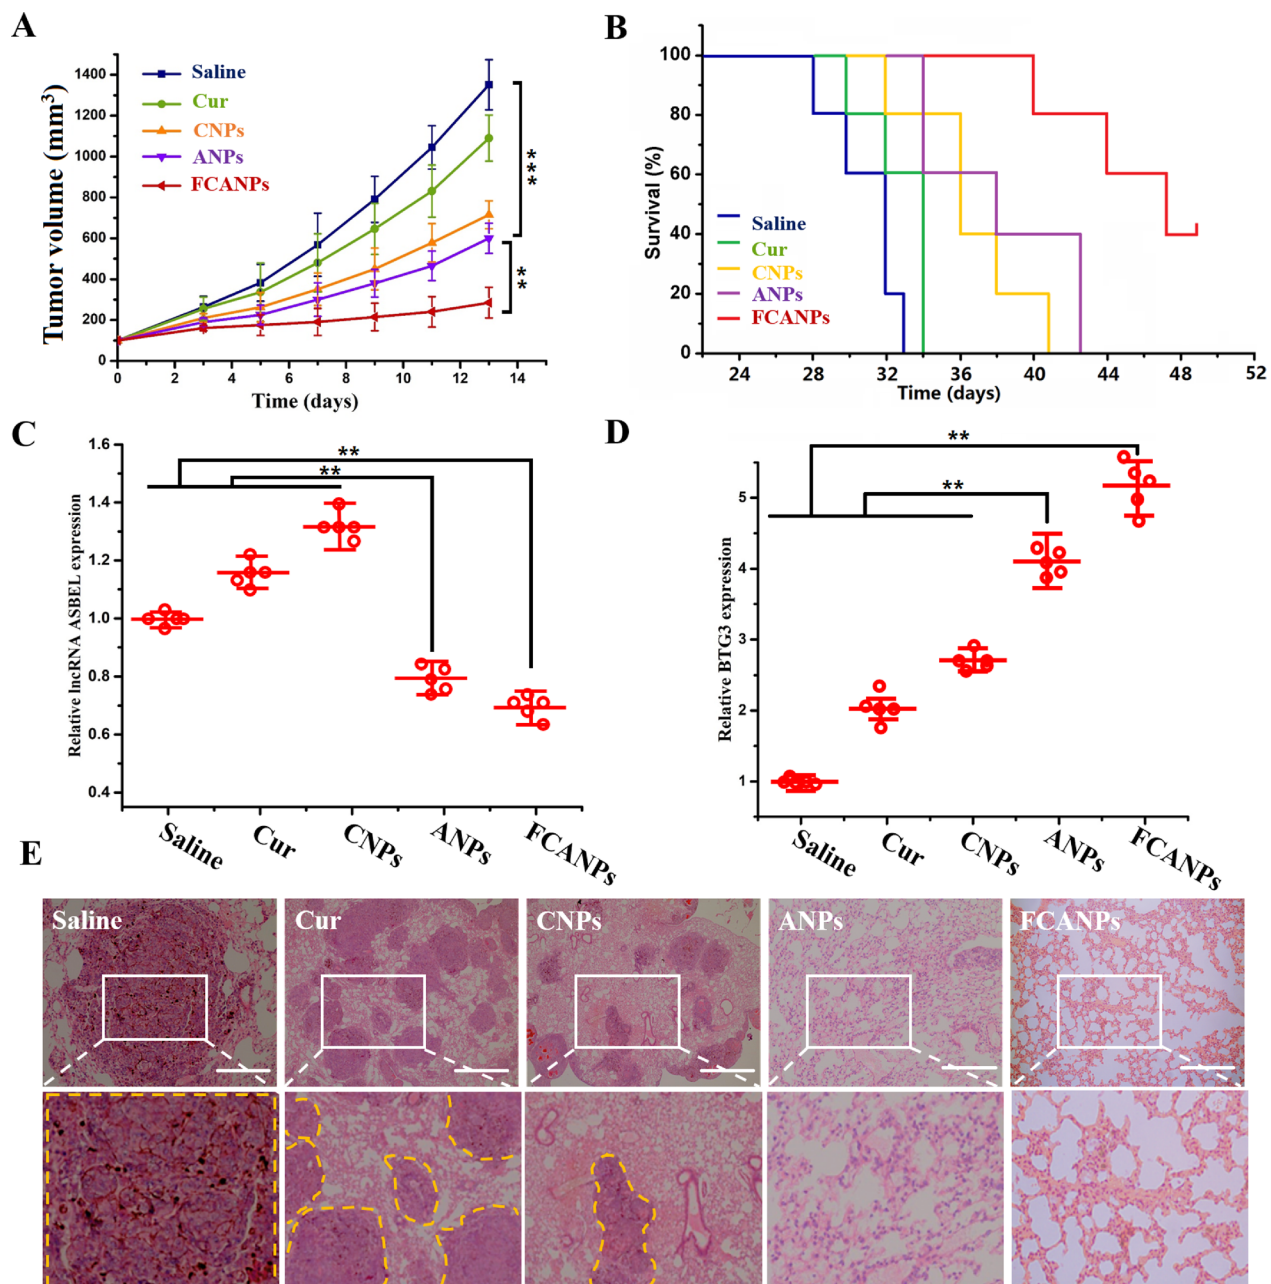 A
Tumor volume (mm³)
1400
1200
1000
800
600
400
200
0
Saline
Cur
CNPs
ANPs
FCANPs
***
**
0 2 4 6 8 10 12 14
Time (days)
B
Survival (%)
100
80
60
40
20
0
Saline
Cur
CNPs
ANPs
FCANPs
24 28 32 36 40 44 48 52
Time (days)
C
Relative lncRNA ASBEL expression
1.6
1.4
1.2
1.0
0.8
0.6
0.4
**
**
Saline
Cur
CNPs
ANPs
FCANPs
D
Relative BTG3 expression
5
4
3
2
1
**
**
Saline
Cur
CNPs
ANPs
FCANPs
E
Saline
Cur
CNPs
ANPs
FCANPs